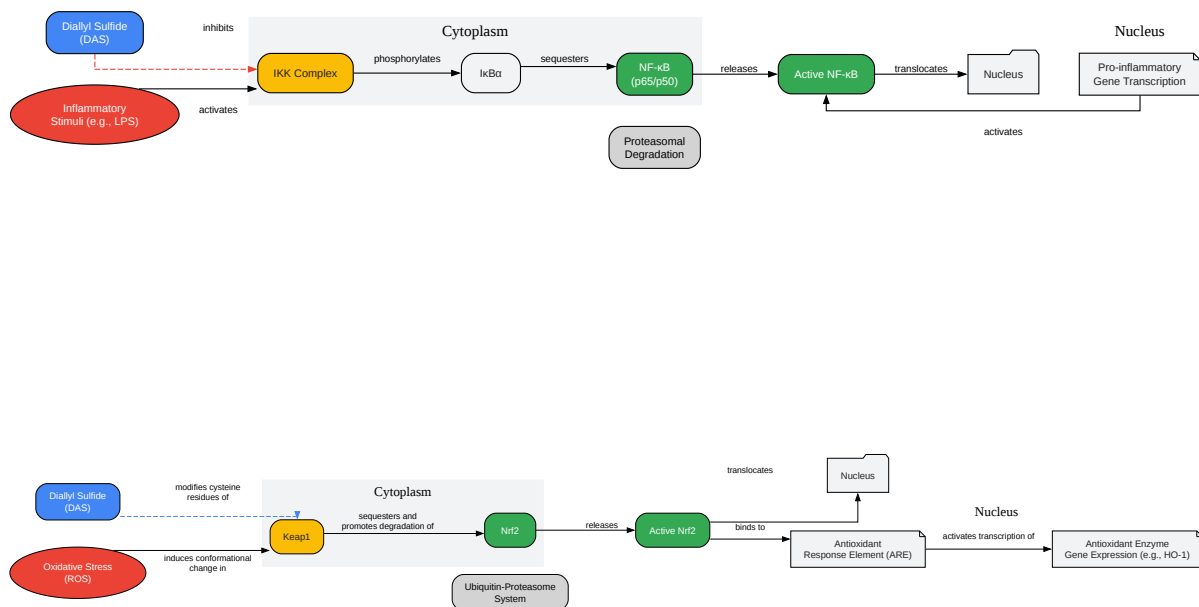 Diallyl Sulfide
(DAS)
inhibits
Cytoplasm
Nucleus
IKK Complex
phosphorylates
IκBα
sequesters
NF-κB
(p65/p50)
releases
Active NF-κB
translocates
Nucleus
Pro-inflammatory
Gene Transcription
Inflammatory
Stimuli (e.g., LPS)
activates
activates
Proteasomal
Degradation
Diallyl Sulfide
(DAS)
modifies cysteine
residues of
Cytoplasm
translocates
Nucleus
Nucleus
Keap1
sequesters and
promotes degradation of
Nrf2
releases
Active Nrf2
binds to
Antioxidant
Response Element (ARE)
activates transcription of
Antioxidant Enzyme
Gene Expression (e.g., HO-1)
Oxidative Stress
(ROS)
induces conformational
change in
Ubiquitin-Proteasome
System